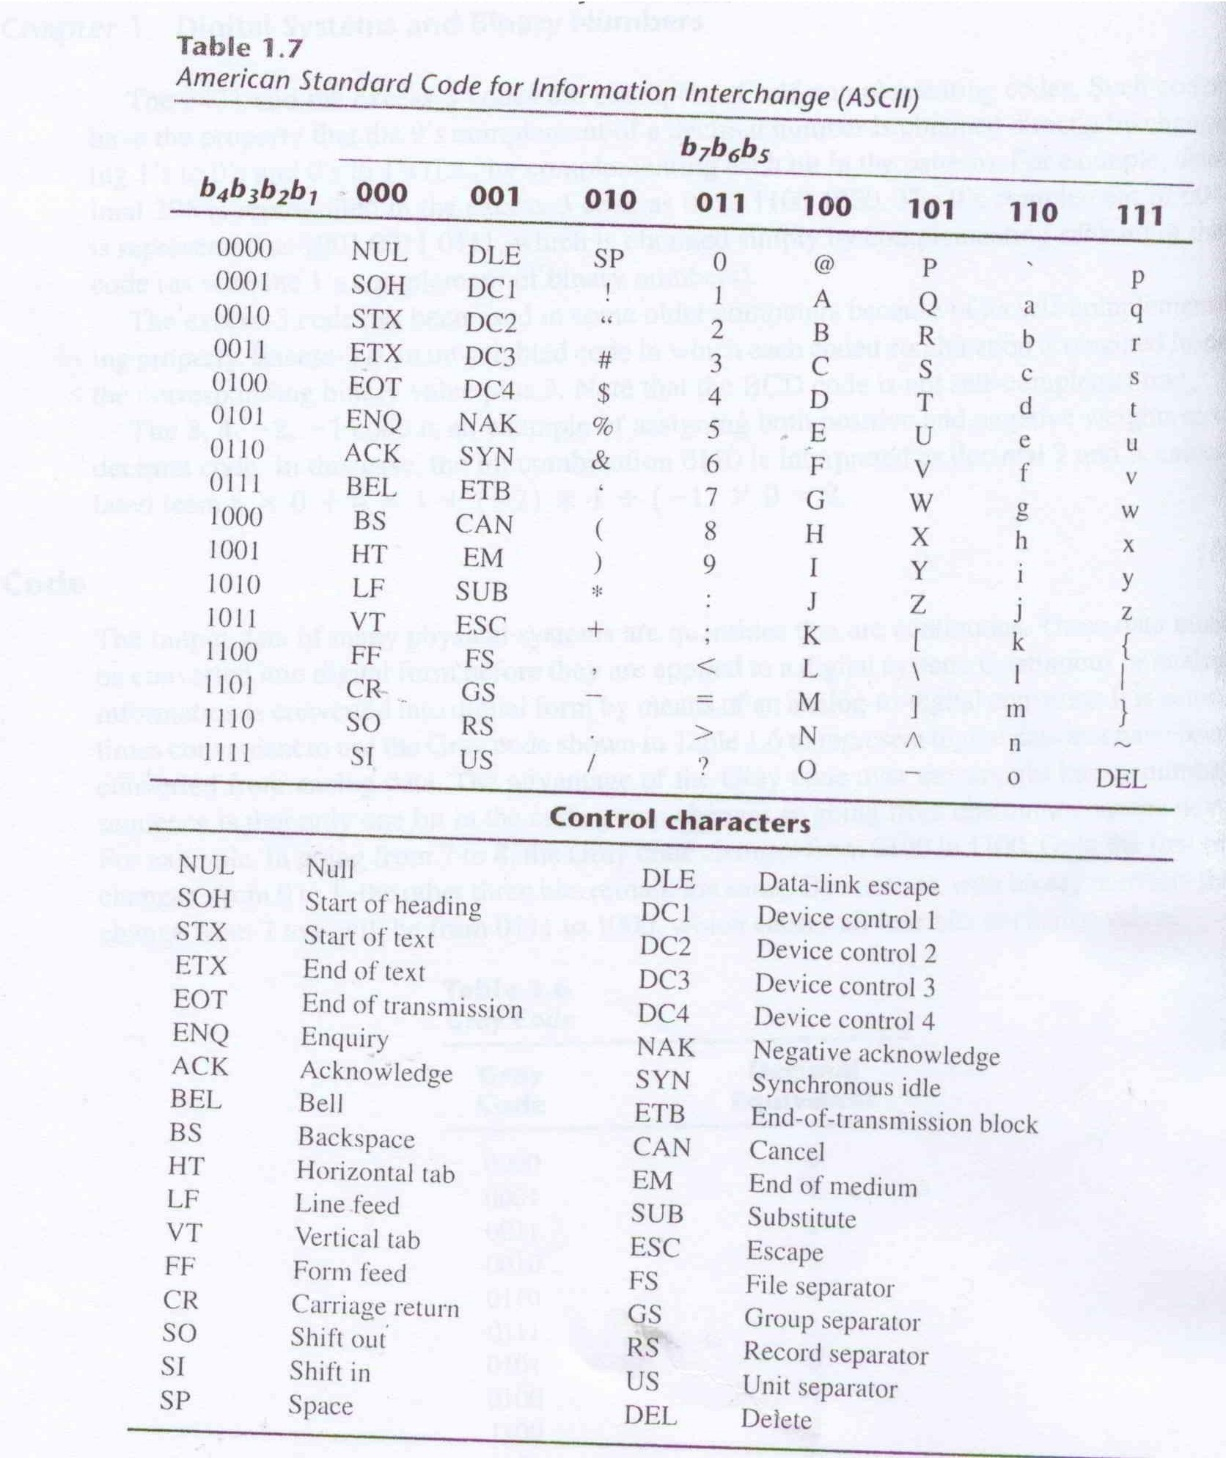 Table 1.7
American Standard Code for Information Interchange (ASCII)
b7b6b5
b4b3b2b1 000 001 010 011 100 101 110 111
0000 NUL DLE SP 0 @ P ` p
0001 SOH DC1 ! 1 A Q a q
0010 STX DC2 “ 2 B R b
0011 ETX DC3 # 3 C S c s
0100 EOT DC4 $ 4 D T d t
0101 ENQ NAK % 5 E U e u
0110 ACK SYN & 6 F V f v
0111 BEL ETB ‘ 7 G W g w
1000 BS CAN ( 8 H X h x
1001 HT EM ) 9 I Y i y
1010 LF SUB * : J Z j z
1011 VT ESC + ; K [ k {
1100 FF FS , < L \ l |
1101 CR GS − = M ] m }
1110 SO RS . > N ∧ n ~
1111 SI US / ? O − o DEL
Control characters
NUL Null DLE Data-link escape
SOH Start of heading DC1 Device control 1
STX Start of text DC2 Device control 2
ETX End of text DC3 Device control 3
EOT End of transmission DC4 Device control 4
ENQ Enquiry NAK Negative acknowledge
ACK Acknowledge SYN Synchronous idle
BEL Bell ETB End-of-transmission block
BS Backspace CAN Cancel
HT Horizontal tab EM End of medium
LF Line feed SUB Substitute
VT Vertical tab ESC Escape
FF Form feed FS File separator
CR Carriage return GS Group separator
SO Shift out RS Record separator
SI Shift in US Unit separator
SP Space DEL Delete